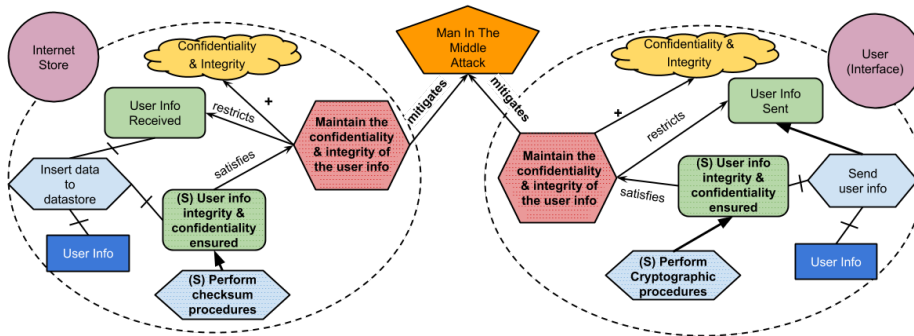 Internet
Store
Confidentiality
& Integrity
Man In The
Middle
Attack
Confidentiality &
Integrity
User
(Interface)
User Info
Received
restricts
+
mitigates
mitigates
+
restricts
User Info
Sent
Maintain the
confidentiality
& integrity of
the user info
satisfies
Insert data
to
datastore
(S) User info
integrity &
confidentiality
ensured
User Info
(S) Perform
checksum
procedures
Maintain the
confidentiality
& integrity of
the user info
satisfies
(S) User info
integrity &
confidentiality
ensured
Send
user info
(S) Perform
Cryptographic
procedures
User Info